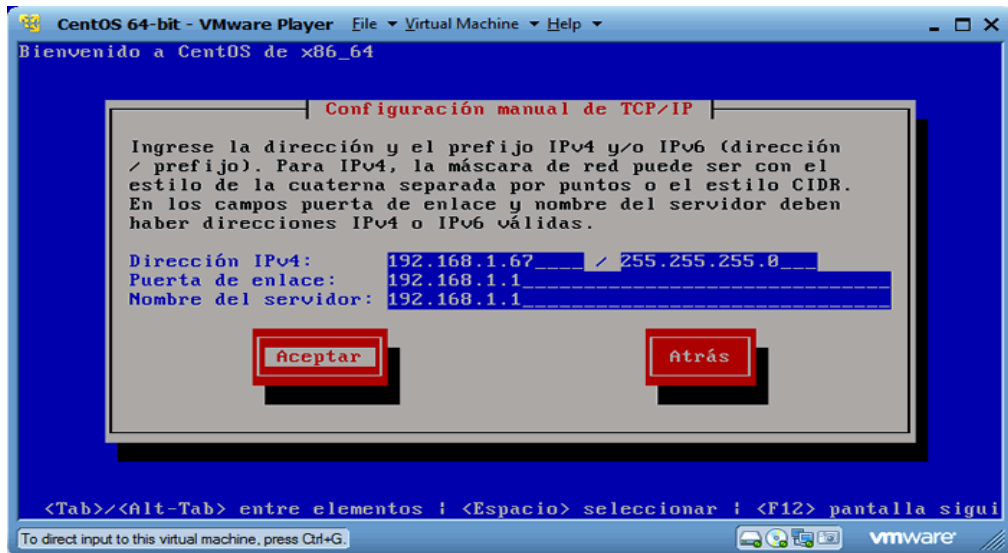 CentOS 64-bit - VMware Player File Virtual Machine Help
Bienvenido a CentOS de x86_64
Configuración manual de TCP/IP
Ingrese la dirección y el prefijo IPv4 y/o IPv6 (dirección
/ prefijo). Para IPv4, la máscara de red puede ser con el
estilo de la cuaterna separada por puntos o el estilo CIDR.
En los campos puerta de enlace y nombre del servidor deben
haber direcciones IPv4 o IPv6 válidas.
Dirección IPv4: 192.168.1.67____ / 255.255.255.0___
Puerta de enlace: 192.168.1.1______________________________
Nombre del servidor: 192.168.1.1______________________________
Aceptar Atrás
<Tab>/<Alt-Tab> entre elementos | <Espacio> seleccionar | <F12> pantalla sigui
To direct input to this virtual machine, press Ctrl+G. vmware